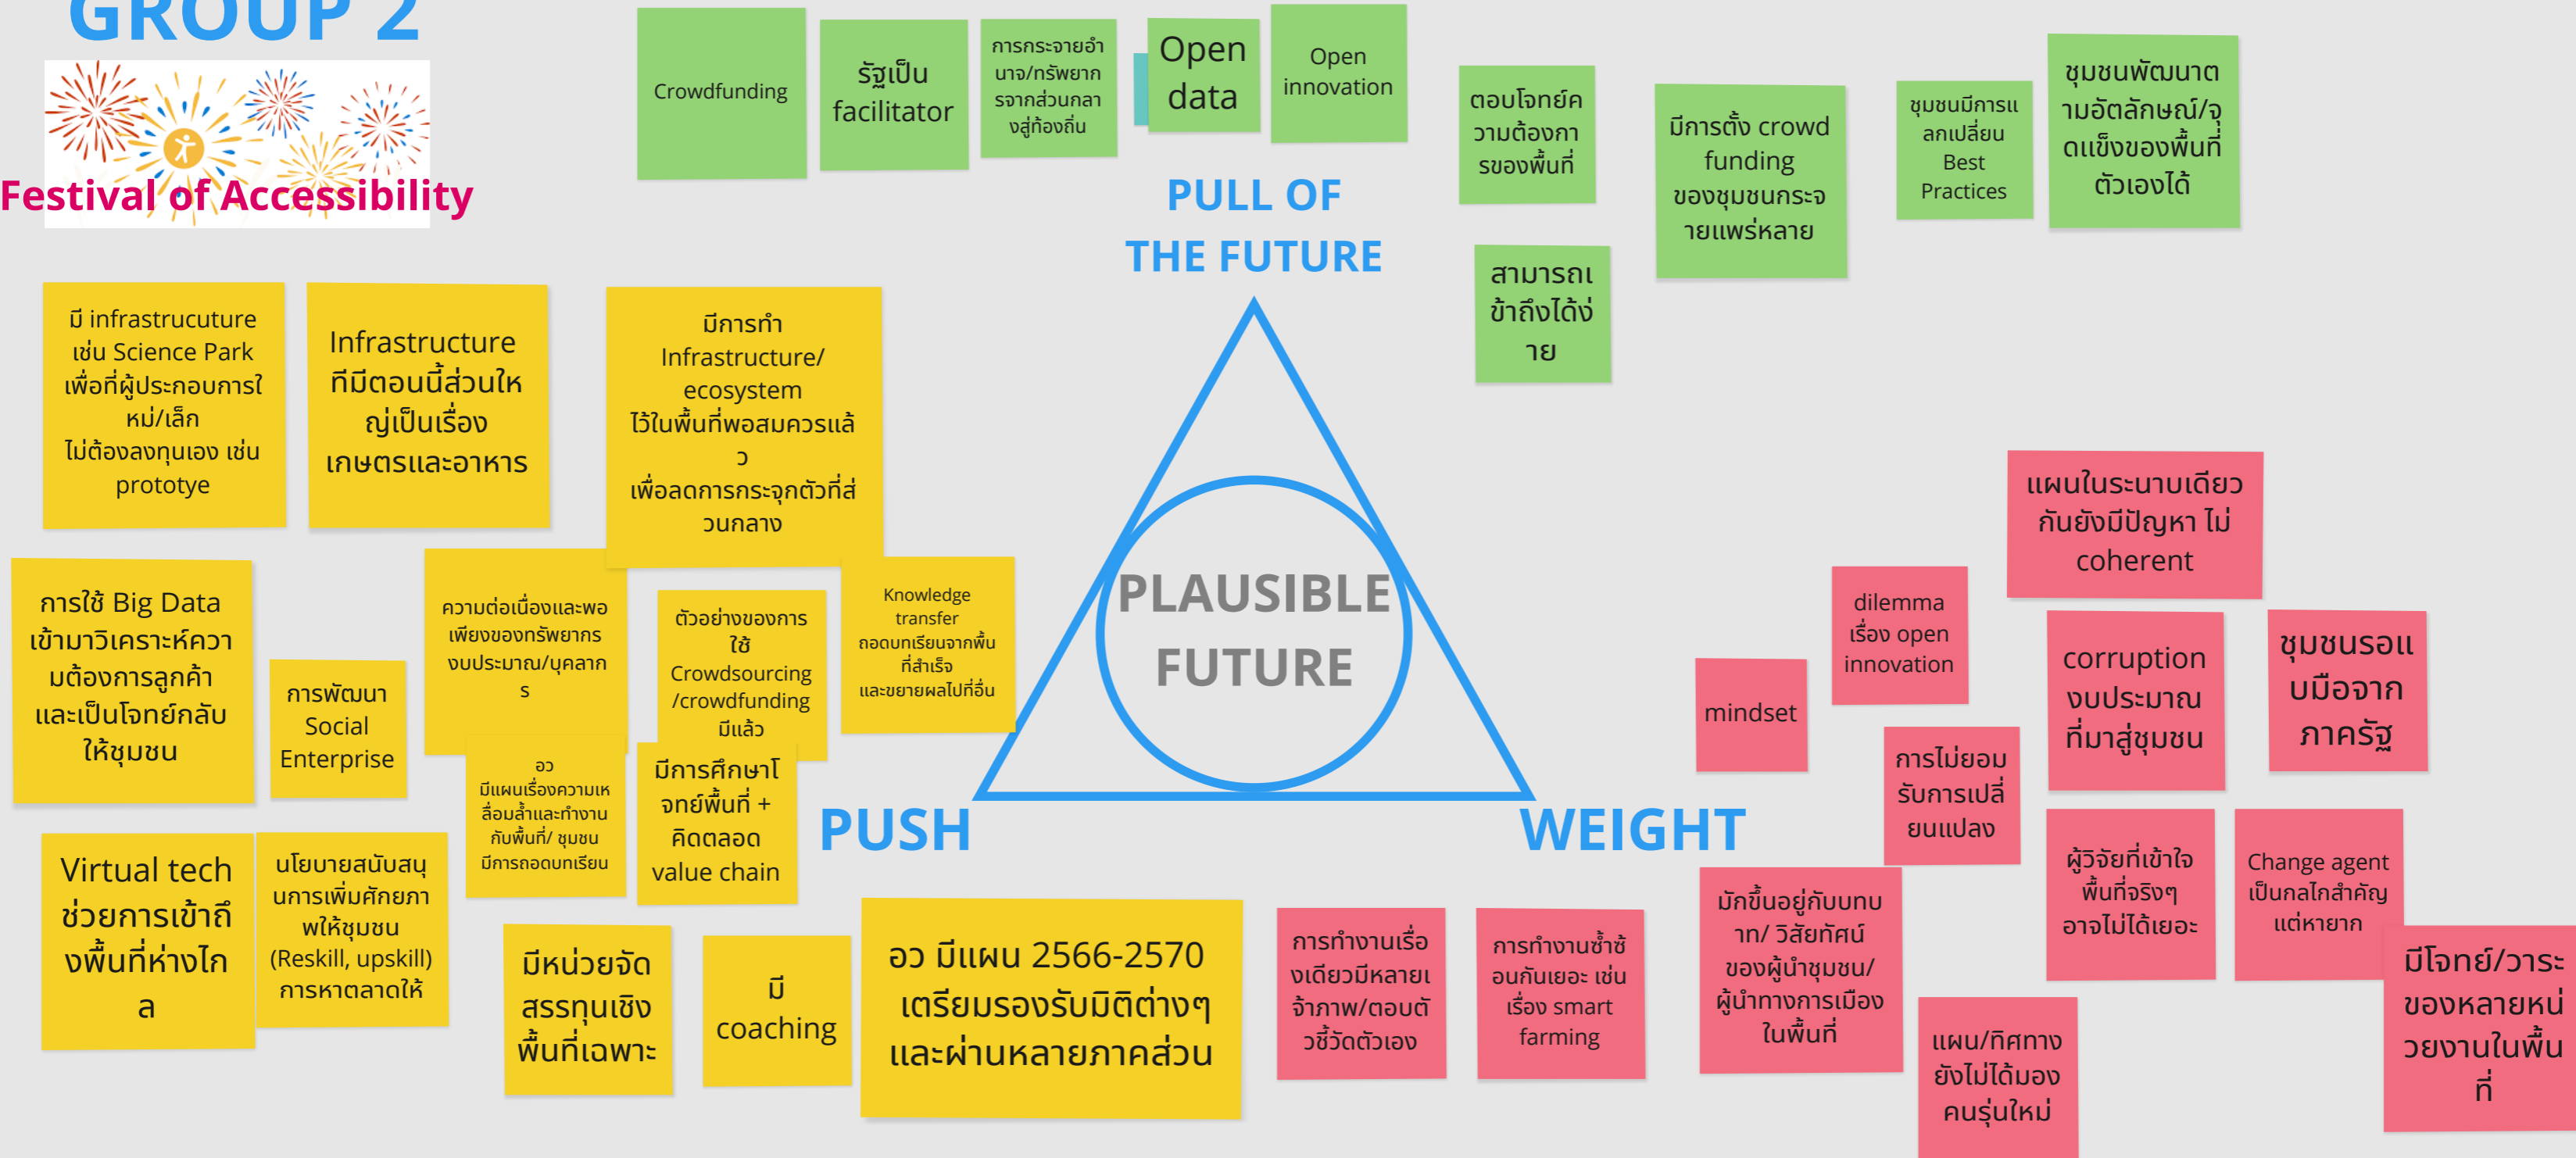 GROUP 2
Festival of Accessibility
Crowdfunding
รัฐเป็น
facilitator
การกระจายอำ
นาจ/ทรัพยาก
รจากส่วนกลา
งสู่ท้องถิ่น
Open
data
Open
innovation
ตอบโจทย์ค
วามต้องกา
รของพื้นที่
มีการตั้ง crowd
funding
ของชุมชนกระจ
ายแพร่หลาย
ชุมชนมีการแ
ลกเปลี่ยน
Best
Practices
ชุมชนพัฒนาต
ามอัตลักษณ์/จุ
ดแข็งของพื้นที่
ตัวเองได้
สามารถเ
ข้าถึงได้ง่
าย
PULL OF
THE FUTURE
PLAUSIBLE
FUTURE
PUSH
WEIGHT
มี infrastrucuture
เช่น Science Park
เพื่อที่ผู้ประกอบการใ
หม่/เล็ก
ไม่ต้องลงทุนเอง เช่น
prototye
Infrastructure
ทีมีตอนนี้ส่วนให
ญ่เป็นเรื่อง
เกษตรและอาหาร
มีการทำ
Infrastructure/
ecosystem
ไว้ในพื้นที่พอสมควรแล้
ว
เพื่อลดการกระจุกตัวที่ส่
วนกลาง
การใช้ Big Data
เข้ามาวิเคราะห์ควา
มต้องการลูกค้า
และเป็นโจทย์กลับ
ให้ชุมชน
การพัฒนา
Social
Enterprise
ความต่อเนื่องและพอ
เพียงของทรัพยากร
งบประมาณ/บุคลาก
ร
ตัวอย่างของการ
ใช้
Crowdsourcing
/crowdfunding
มีแล้ว
Knowledge
transfer
ถอดบทเรียนจากพื้น
ที่สำเร็จ
และขยายผลไปที่อื่น
อว
มีแผนเรื่องความเห
ลื่อมล้ำและทำงาน
กับพื้นที่/ ชุมชน
มีการถอดบทเรียน
มีการศึกษาโ
จทย์พื้นที่ +
คิดตลอด
value chain
Virtual tech
ช่วยการเข้าถึ
งพื้นที่ห่างไก
ล
นโยบายสนับสนุ
นการเพิ่มศักยภา
พให้ชุมชน
(Reskill, upskill)
การหาตลาดให้
มีหน่วยจัด
สรรทุนเชิง
พื้นที่เฉพาะ
มี
coaching
อว มีแผน 2566-2570
เตรียมรองรับมิติต่างๆ
และผ่านหลายภาคส่วน
แผนในระนาบเดียว
กันยังมีปัญหา ไม่
coherent
dilemma
เรื่อง open
innovation
mindset
corruption
งบประมาณ
ที่มาสู่ชุมชน
ชุมชนรอแ
บมือจาก
ภาครัฐ
การไม่ยอม
รับการเปลี่
ยนแปลง
ผู้วิจัยที่เข้าใจ
พื้นที่จริงๆ
อาจไม่ได้เยอะ
Change agent
เป็นกลไกสำคัญ
แต่หายาก
การทำงานเรื่อ
งเดียวมีหลายเ
จ้าภาพ/ตอบตั
วชี้วัดตัวเอง
การทำงานซ้ำซ้
อนกันเยอะ เช่น
เรื่อง smart
farming
มักขึ้นอยู่กับบทบ
าท/ วิสัยทัศน์
ของผู้นำชุมชน/
ผู้นำทางการเมือง
ในพื้นที่
แผน/ทิศทาง
ยังไม่ได้มอง
คนรุ่นใหม่
มีโจทย์/วาระ
ของหลายหน่
วยงานในพื้น
ที่